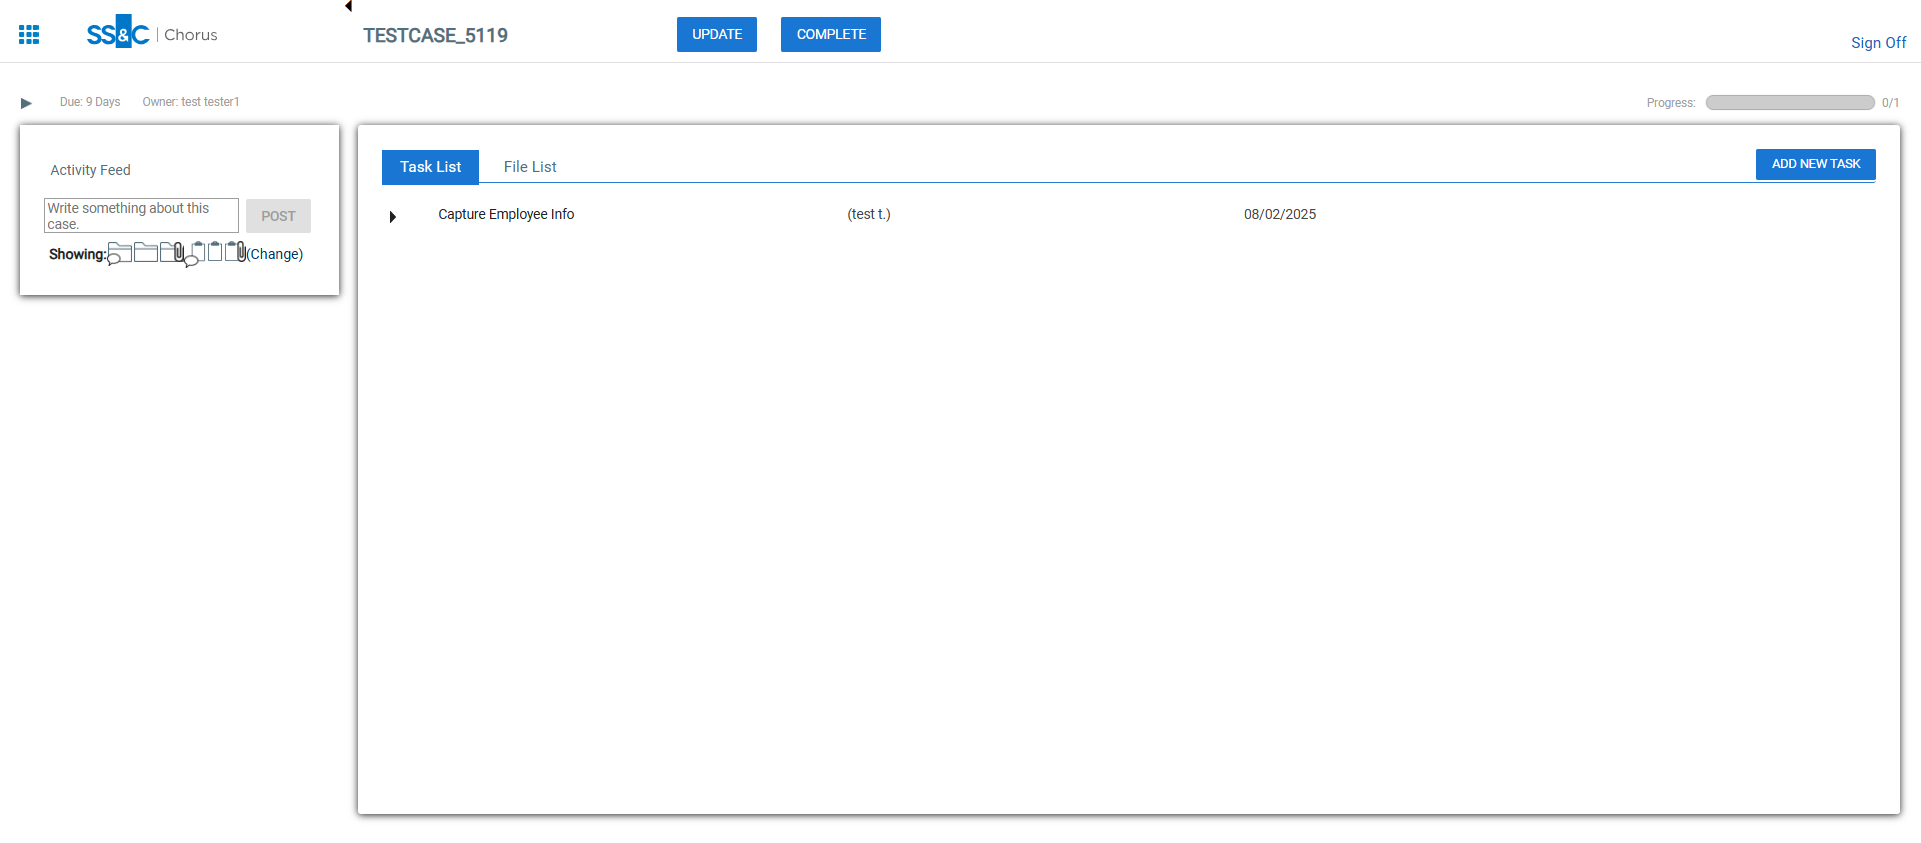 SS&C | Chorus
TESTCASE_5119
UPDATE
COMPLETE
Sign Off
Due: 9 Days
Owner: test tester1
Progress:
0/1
Activity Feed
Write something about this
case.
POST
Showing:
(Change)
Task List
File List
ADD NEW TASK
Capture Employee Info
(test t.)
08/02/2025